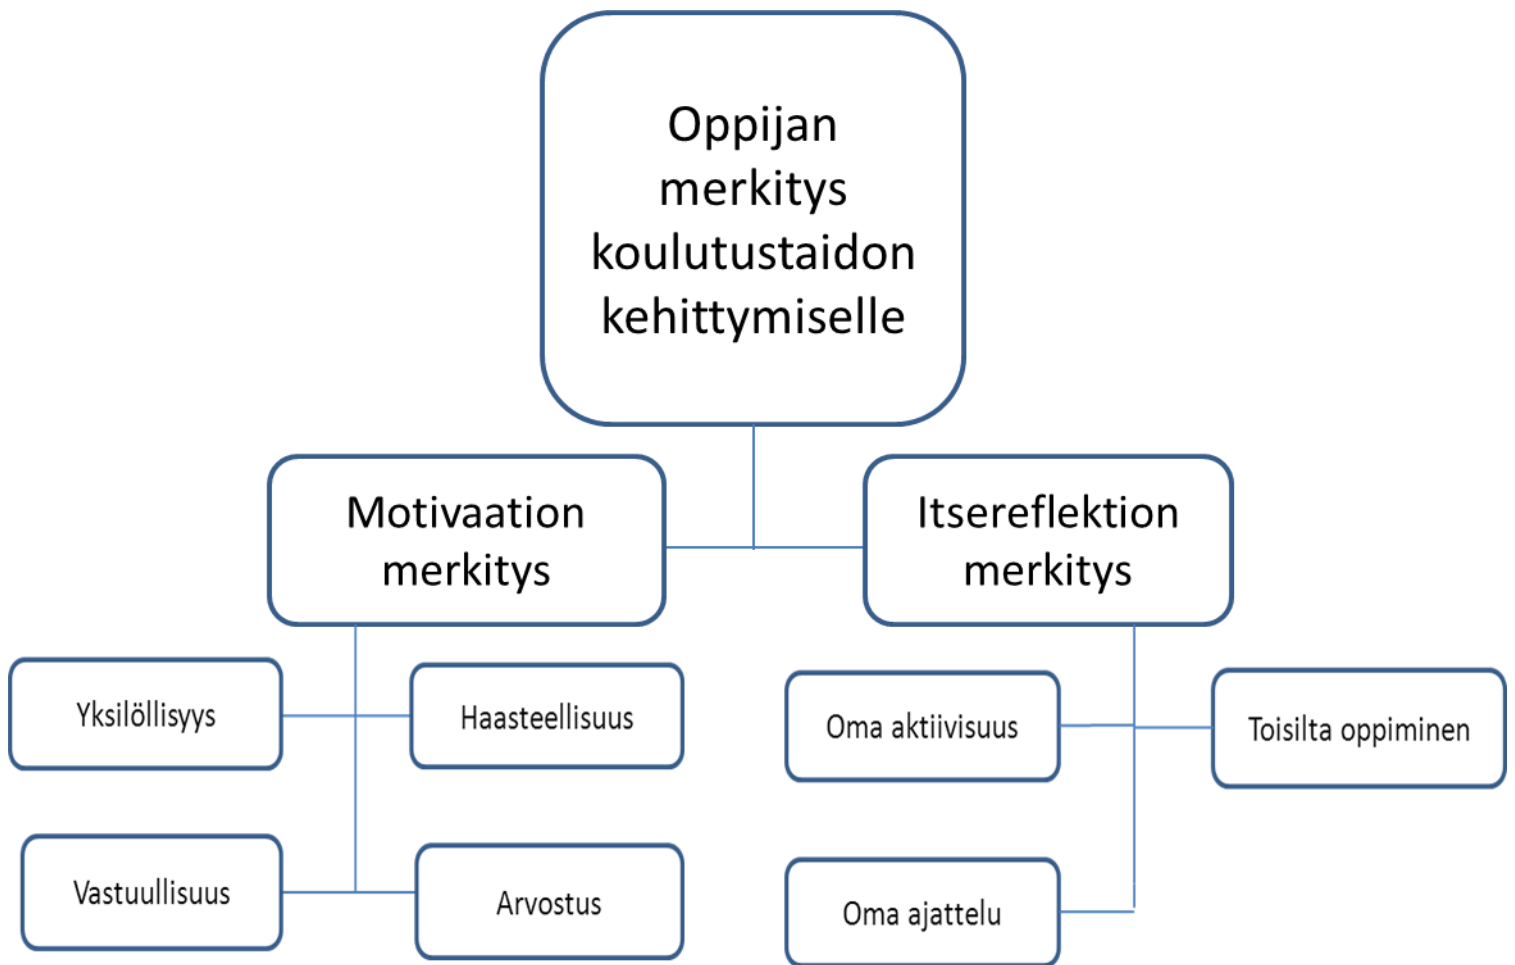 Oppijan
merkitys
koulutustaidon
kehittymiselle
Motivaation
merkitys
Itsereflektion
merkitys
Yksilöllisyys
Haasteellisuus
Oma aktiivisuus
Toisilta oppiminen
Vastuullisuus
Arvostus
Oma ajattelu